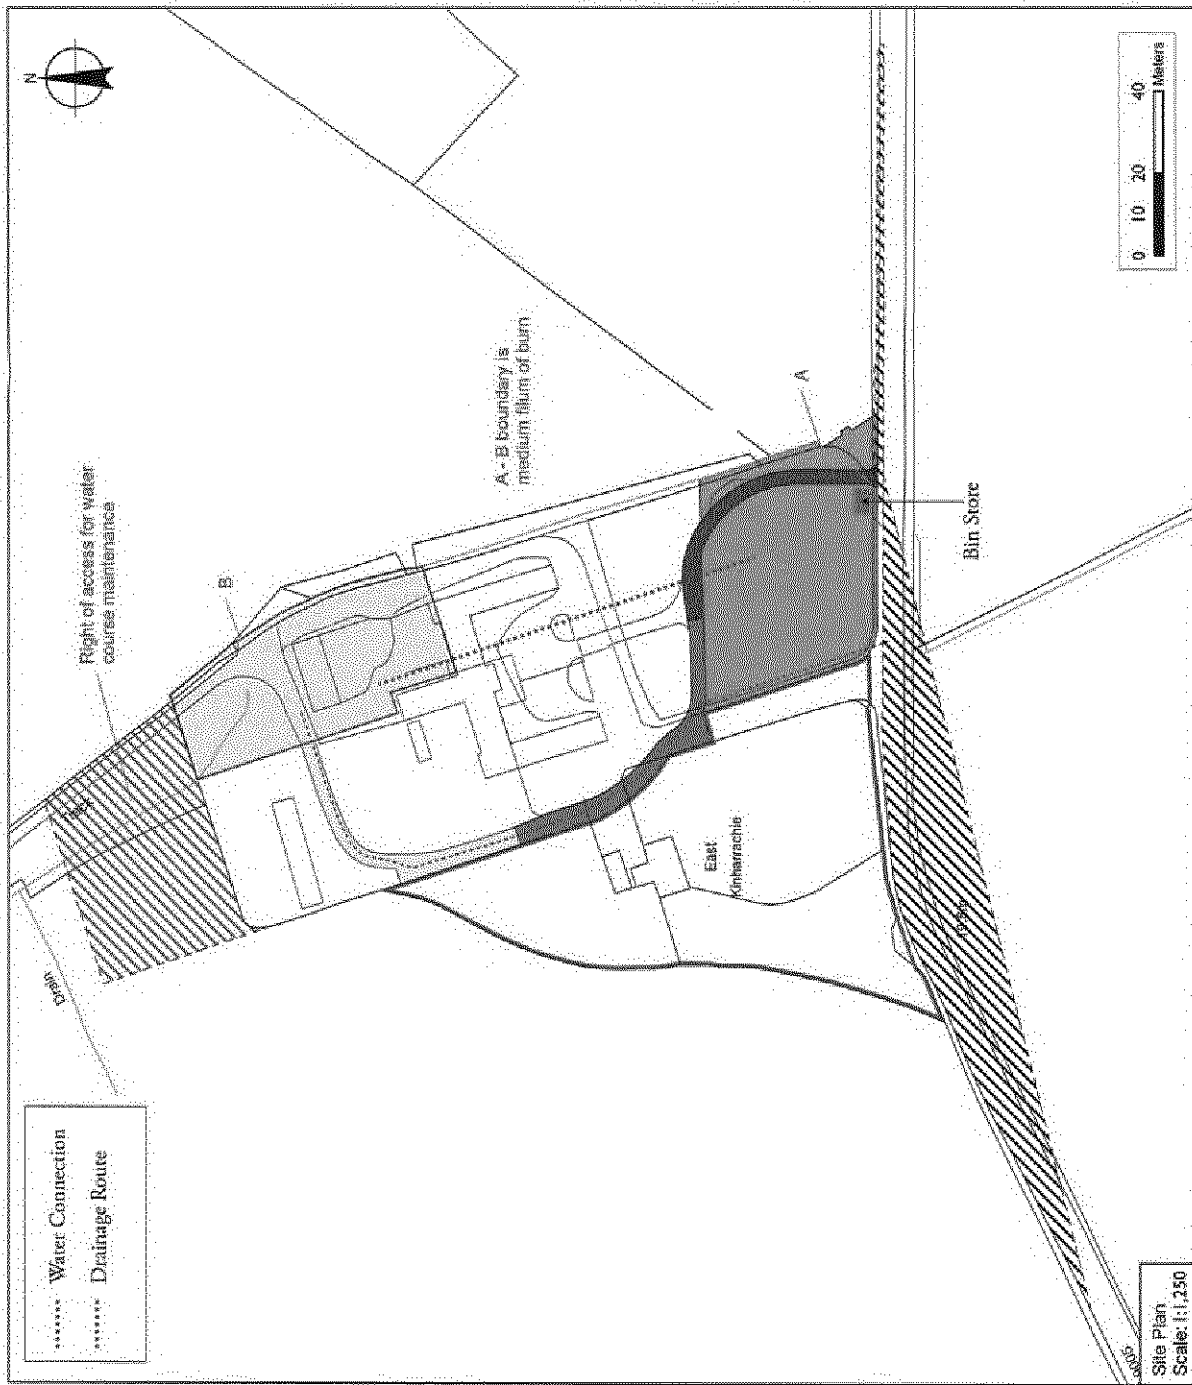 Water Connection
Drainage Route
Drain
Right of access for water
course maintenance
B
N
A - B boundary is
medium filum of burn
A
East
Kinharrachie
Bin Store
0 10 20 40
Meters
Site Plan
Scale: 1:1,250